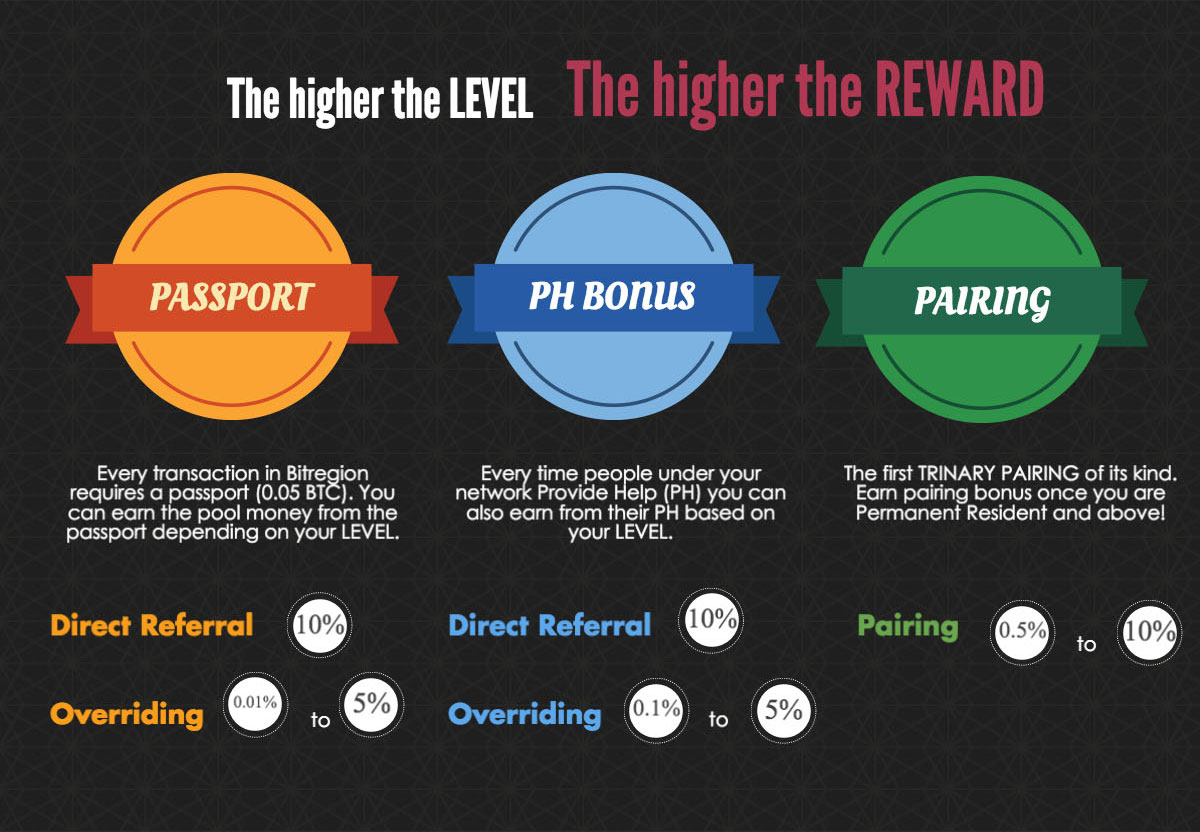 The higher the LEVEL The higher the REWARD
PASSPORT
Every transaction in Bitregion
requires a passport (0.05 BTC). You
can earn the pool money from the
passport depending on your LEVEL.
Direct Referral 10%
Overriding 0.01% to 5%
PH BONUS
Every time people under your
network Provide Help (PH) you can
also earn from their PH based on
your LEVEL.
Direct Referral 10%
Overriding 0.1% to 5%
PAIRING
The first TRINARY PAIRING of its kind.
Earn pairing bonus once you are
Permanent Resident and above!
Pairing 0.5% to 10%